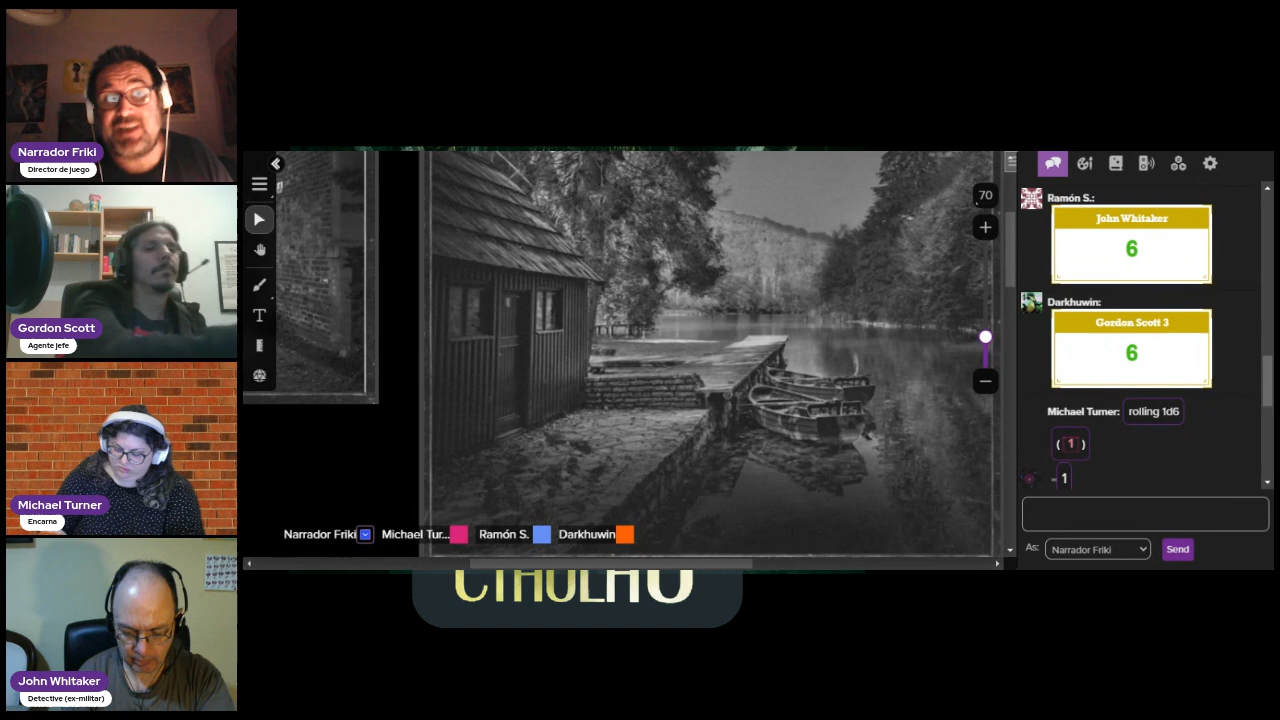 Narrador Friki
Director de juego
Gordon Scott
Agente jefe
Michael Turner
Encarna
John Whitaker
Detective (ex-militar)
70
Narrador Friki
Michael Tur...
Ramón S.
Darkhuwin
CTHULHU
Ramón S.:
John Whitaker
6
Darkhuwin:
Gordon Scott 3
6
Michael Turner: rolling 1d6
( 1 )
=1
As: Narrador Friki Send